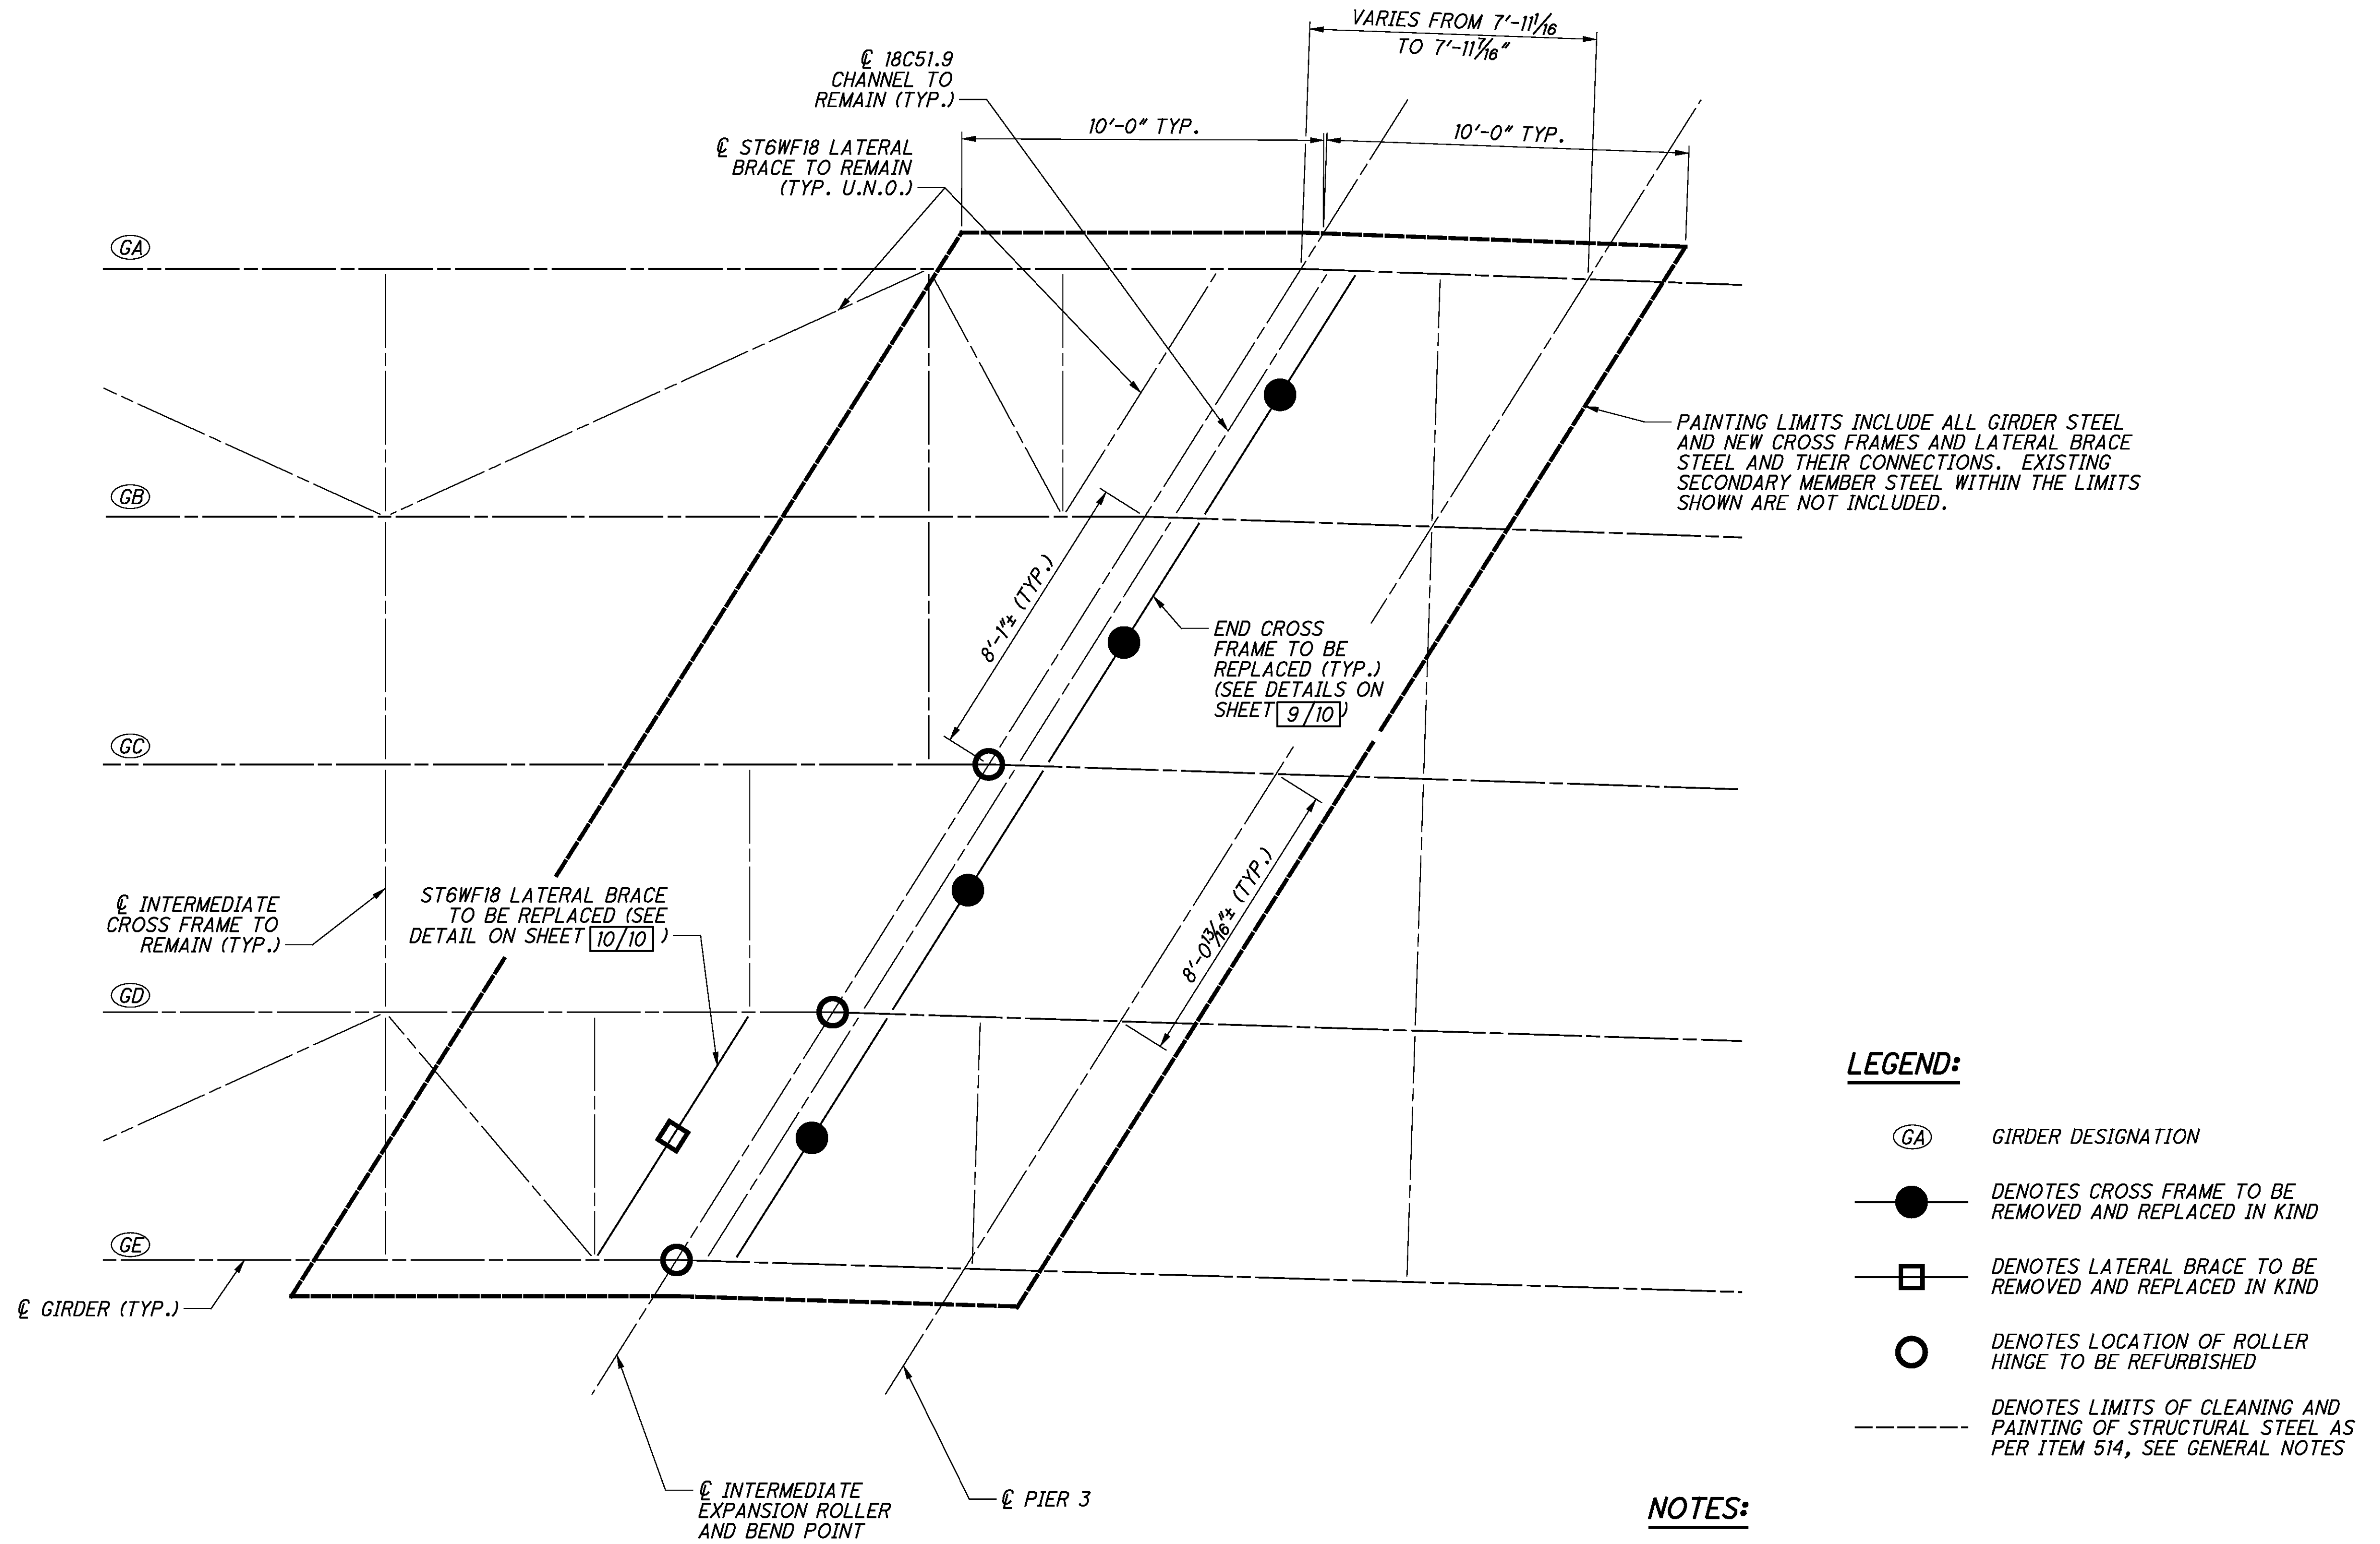 VARIES FROM 7'-11 1/16
TO 7'-11 7/16"
℄ 18C51.9
CHANNEL TO
REMAIN (TYP.)
10'-0" TYP.
10'-0" TYP.
℄ ST6WF18 LATERAL
BRACE TO REMAIN
(TYP. U.N.O.)
GA
PAINTING LIMITS INCLUDE ALL GIRDER STEEL
AND NEW CROSS FRAMES AND LATERAL BRACE
STEEL AND THEIR CONNECTIONS. EXISTING
SECONDARY MEMBER STEEL WITHIN THE LIMITS
SHOWN ARE NOT INCLUDED.
GB
8'-1"± (TYP.)
END CROSS
FRAME TO BE
REPLACED (TYP.)
(SEE DETAILS ON
SHEET 9/10)
GC
8'-0 13/16"± (TYP.)
℄ INTERMEDIATE
CROSS FRAME TO
REMAIN (TYP.)
ST6WF18 LATERAL BRACE
TO BE REPLACED (SEE
DETAIL ON SHEET 10/10 )
GD
GE
℄ GIRDER (TYP.)
℄ INTERMEDIATE
EXPANSION ROLLER
AND BEND POINT
℄ PIER 3
LEGEND:
GA GIRDER DESIGNATION
DENOTES CROSS FRAME TO BE
REMOVED AND REPLACED IN KIND
DENOTES LATERAL BRACE TO BE
REMOVED AND REPLACED IN KIND
DENOTES LOCATION OF ROLLER
HINGE TO BE REFURBISHED
DENOTES LIMITS OF CLEANING AND
PAINTING OF STRUCTURAL STEEL AS
PER ITEM 514, SEE GENERAL NOTES
NOTES: